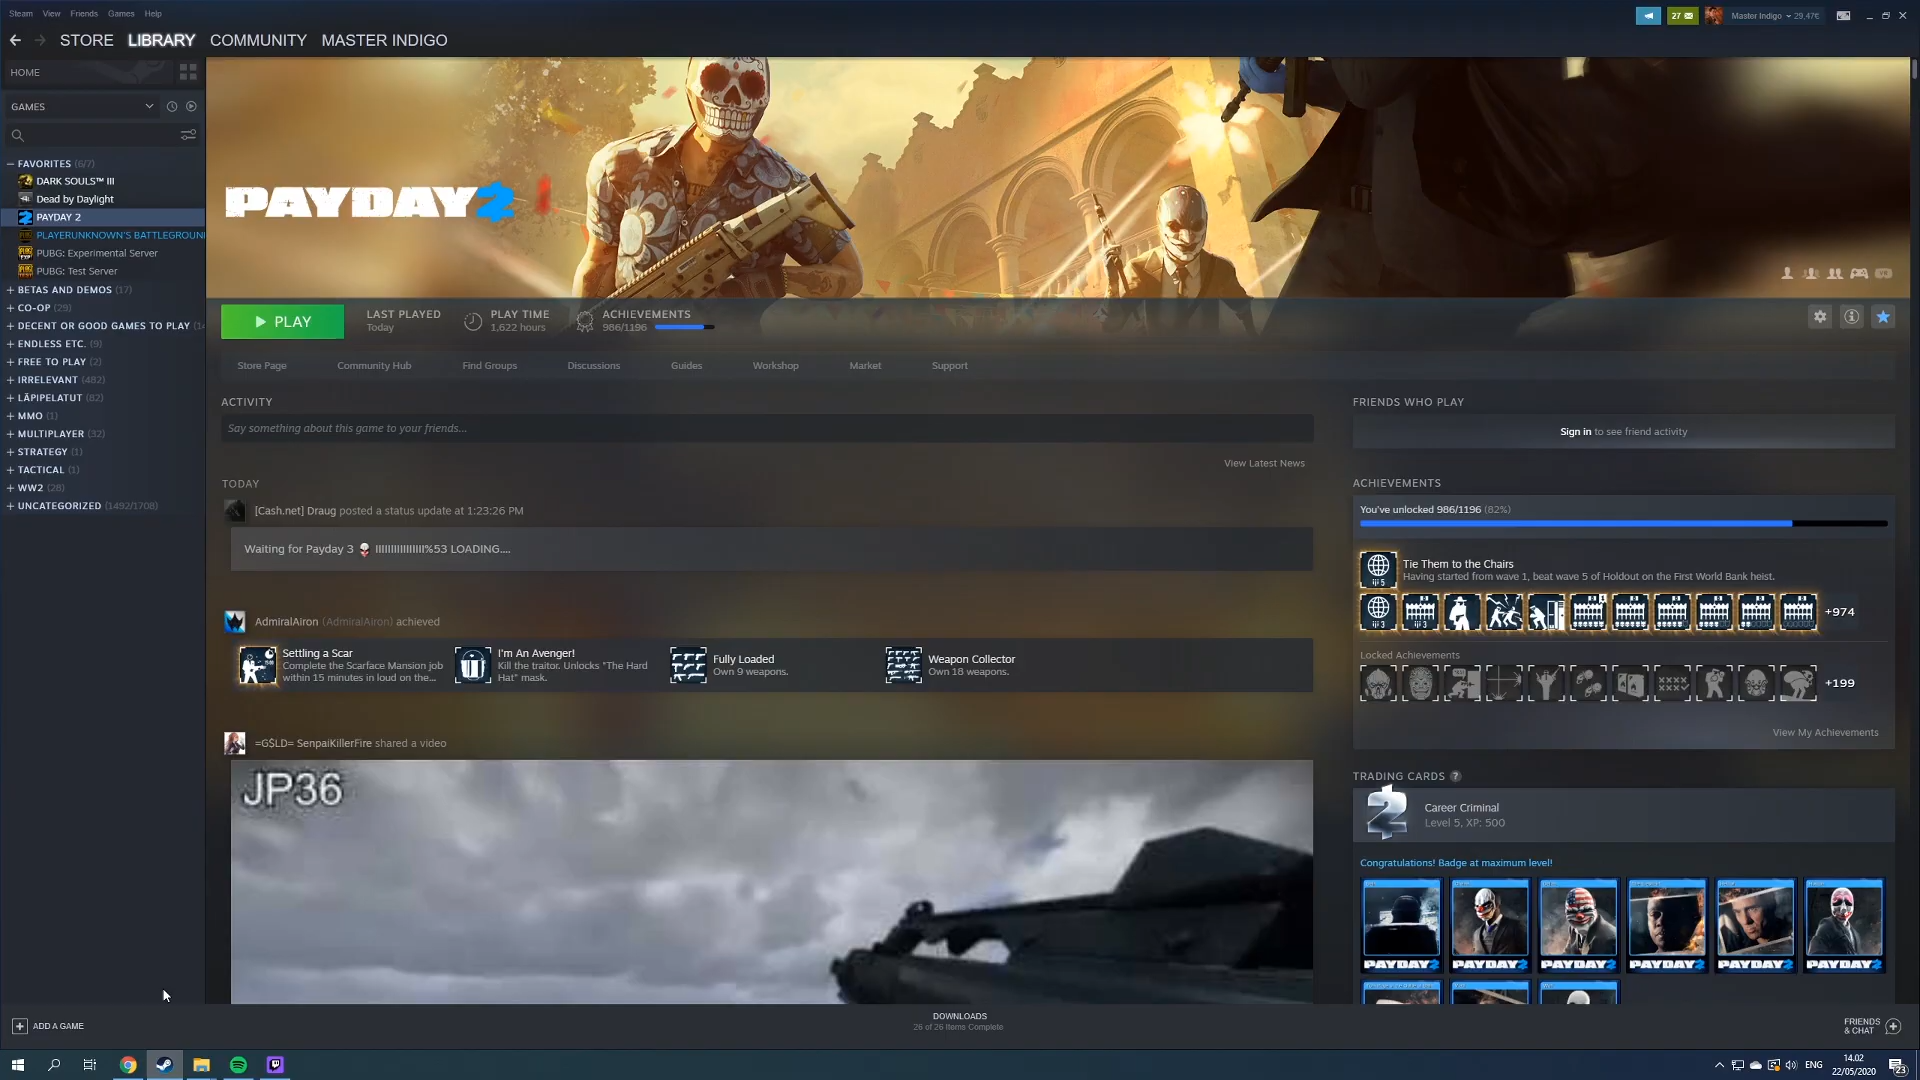 Steam View Friends Games Help
27
Master Indigo 29,47€
STORE LIBRARY COMMUNITY MASTER INDIGO
HOME
GAMES
FAVORITES (6/7)
DARK SOULS™ III
Dead by Daylight
PAYDAY 2
PLAYERUNKNOWN'S BATTLEGROUN
PUBG: Experimental Server
PUBG: Test Server
BETAS AND DEMOS (17)
CO-OP (29)
DECENT OR GOOD GAMES TO PLAY
ENDLESS ETC. (9)
FREE TO PLAY (2)
IRRELEVANT (482)
LÄPIPELATUT (82)
MMO (1)
MULTIPLAYER (32)
STRATEGY (1)
TACTICAL (1)
WW2 (28)
UNCATEGORIZED (1492/1708)
PAYDAY 2
PLAY
LAST PLAYED
Today
PLAY TIME
1,622 hours
ACHIEVEMENTS
986/1196
Store Page Community Hub Find Groups Discussions Guides Workshop Market Support
ACTIVITY
Say something about this game to your friends...
View Latest News
TODAY
[Cash.net] Draug posted a status update at 1:23:26 PM
Waiting for Payday 3 IIIIIIIIIIIIIIII%53 LOADING....
AdmiralAiron (AdmiralAiron) achieved
Settling a Scar
Complete the Scarface Mansion job
within 15 minutes in loud on the...
I'm An Avenger!
Kill the traitor. Unlocks "The Hard
Hat" mask.
Fully Loaded
Own 9 weapons.
Weapon Collector
Own 18 weapons.
=G$LD= SenpaiKillerFire shared a video
JP36
FRIENDS WHO PLAY
Sign in to see friend activity
ACHIEVEMENTS
You've unlocked 986/1196 (82%)
Tie Them to the Chairs
Having started from wave 1, beat wave 5 of Holdout on the First World Bank heist.
+974
Locked Achievements
+199
View My Achievements
TRADING CARDS ?
Career Criminal
Level 5, XP: 500
Congratulations! Badge at maximum level!
PAYDAY 2 PAYDAY 2 PAYDAY 2 PAYDAY 2 PAYDAY 2 PAYDAY 2
ADD A GAME
DOWNLOADS
26 of 26 Items Complete
FRIENDS
& CHAT
ENG
14.02
22/05/2020
23